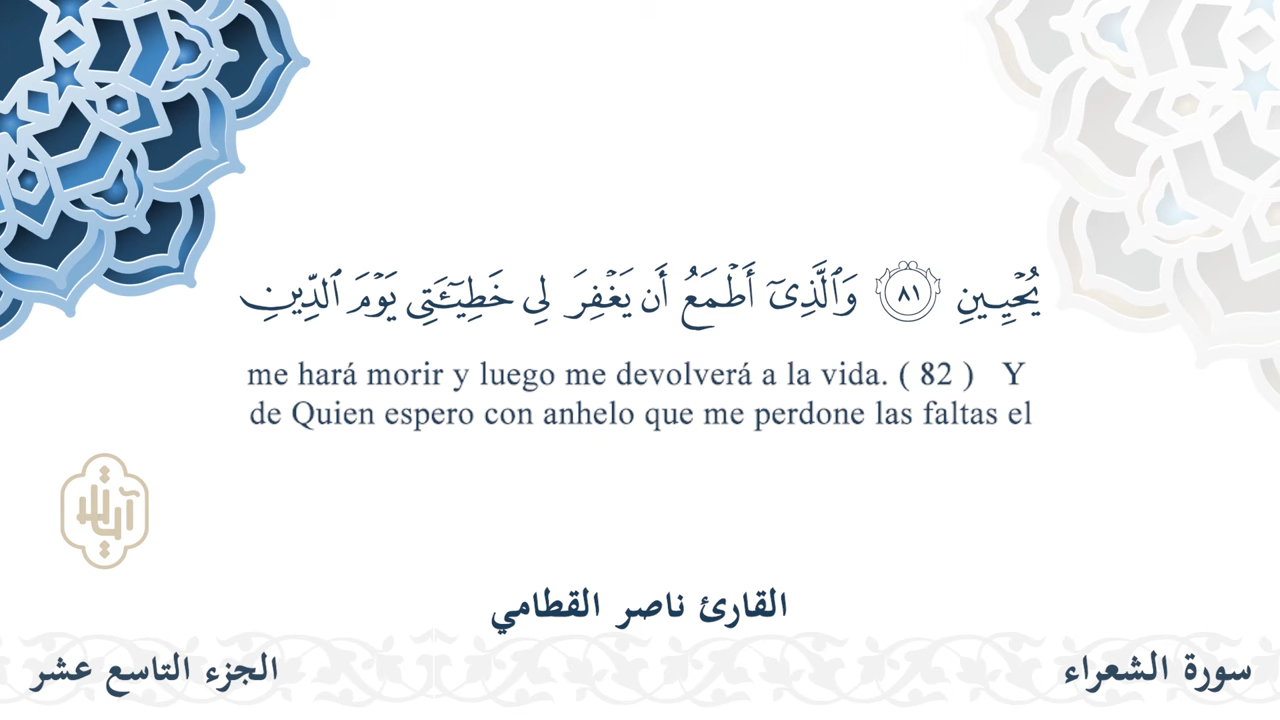 يُحۡيِينِ ٨١ وَٱلَّذِيٓ أَطۡمَعُ أَن يَغۡفِرَ لِي خَطِيٓـَٔتِي يَوۡمَ ٱلدِّينِ
me hará morir y luego me devolverá a la vida. ( 82 ) Y
de Quien espero con anhelo que me perdone las faltas el
القارئ ناصر القطامي
سورة الشعراء
الجزء التاسع عشر